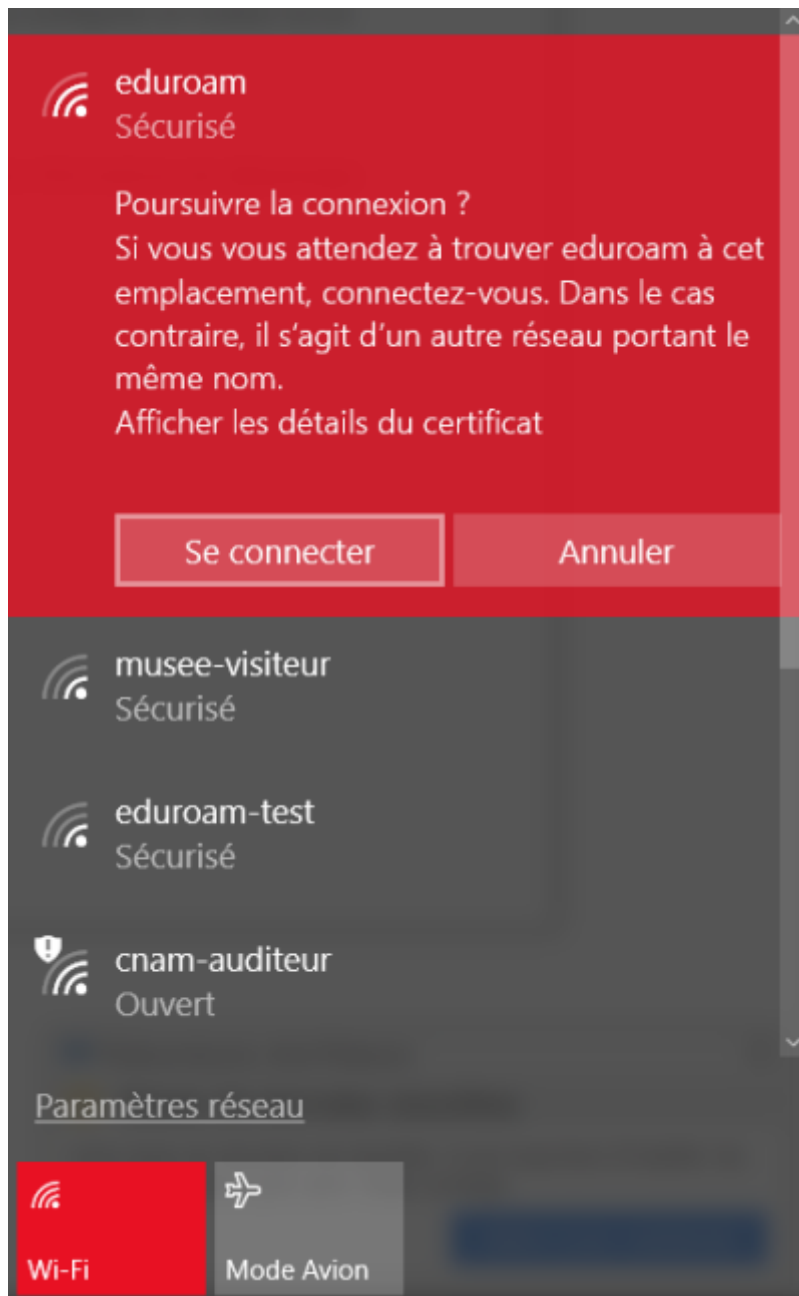 eduroam
Sécurisé
Poursuivre la connexion ?
Si vous vous attendez à trouver eduroam à cet
emplacement, connectez-vous. Dans le cas
contraire, il s'agit d'un autre réseau portant le
même nom.
Afficher les détails du certificat
Se connecter
Annuler
musee-visiteur
Sécurisé
eduroam-test
Sécurisé
cnam-auditeur
Ouvert
Paramètres réseau
Wi-Fi
Mode Avion